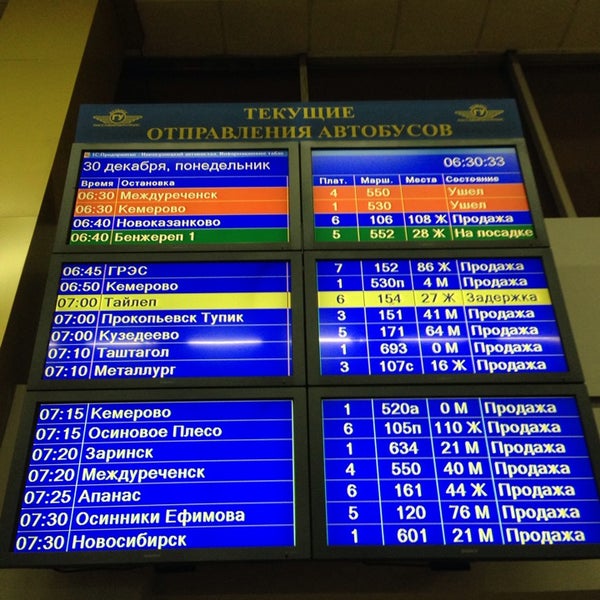 ТЕКУЩИЕ
ОТПРАВЛЕНИЯ АВТОБУСОВ
1С:Предприятие - Новокузнецкий автовокзал. Информационное табло
30 декабря, понедельник 06:30:33
Время Остановка Плат. Марш. Места Состояние
06:30 Междуреченск 4 550 Ушел
06:30 Кемерово 1 530 Ушел
06:40 Новоказанково 6 106 108 Ж Продажа
06:40 Бенжереп 1 5 552 28 Ж На посадке
06:45 ГРЭС 7 152 86 Ж Продажа
06:50 Кемерово 1 530п 4 М Продажа
07:00 Тайлеп 6 154 27 Ж Задержка
07:00 Прокопьевск Тупик 3 151 41 М Продажа
07:00 Кузедеево 5 171 64 М Продажа
07:10 Таштагол 1 693 0 М Продажа
07:10 Металлург 3 107с 16 Ж Продажа
07:15 Кемерово 1 520а 0 М Продажа
07:15 Осиновое Плесо 6 105п 110 Ж Продажа
07:20 Заринск 1 634 21 М Продажа
07:20 Междуреченск 4 550 40 М Продажа
07:25 Апанас 6 161 44 Ж Продажа
07:30 Осинники Ефимова 5 120 76 М Продажа
07:30 Новосибирск 1 601 21 М Продажа